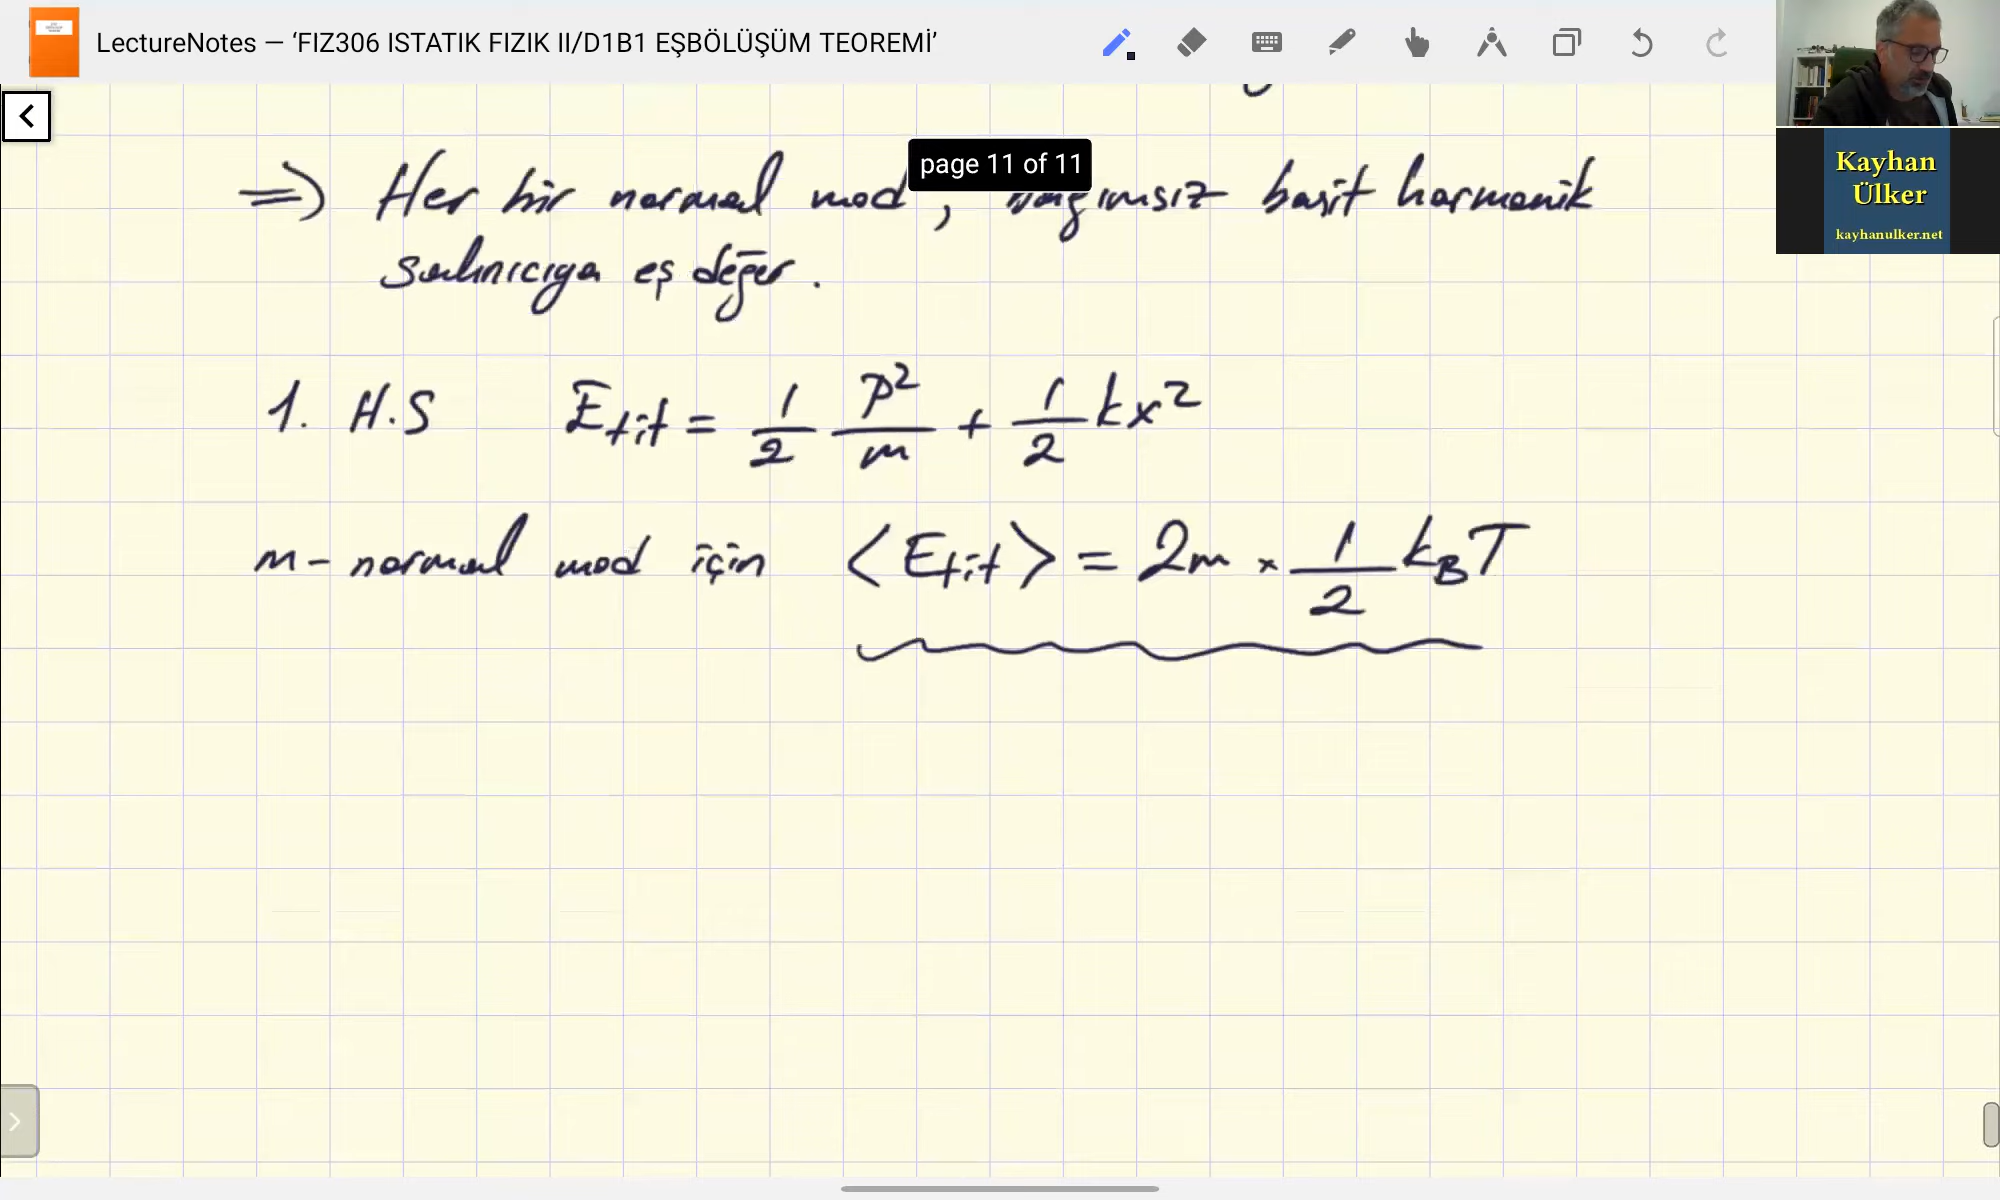 LectureNotes — ‘FIZ306 ISTATIK FIZIK II/D1B1 EŞBÖLÜŞÜM TEOREMİ’
Kayhan
Ülker
kayhanulker.net
page 11 of 11
=> Her bir normal mod, basit harmonik
salınıcıya eş değer.
1. H.S E_tit = 1/2 p²/m + 1/2 kx²
m-normal mod için <E_tit> = 2m × 1/2 k_B T